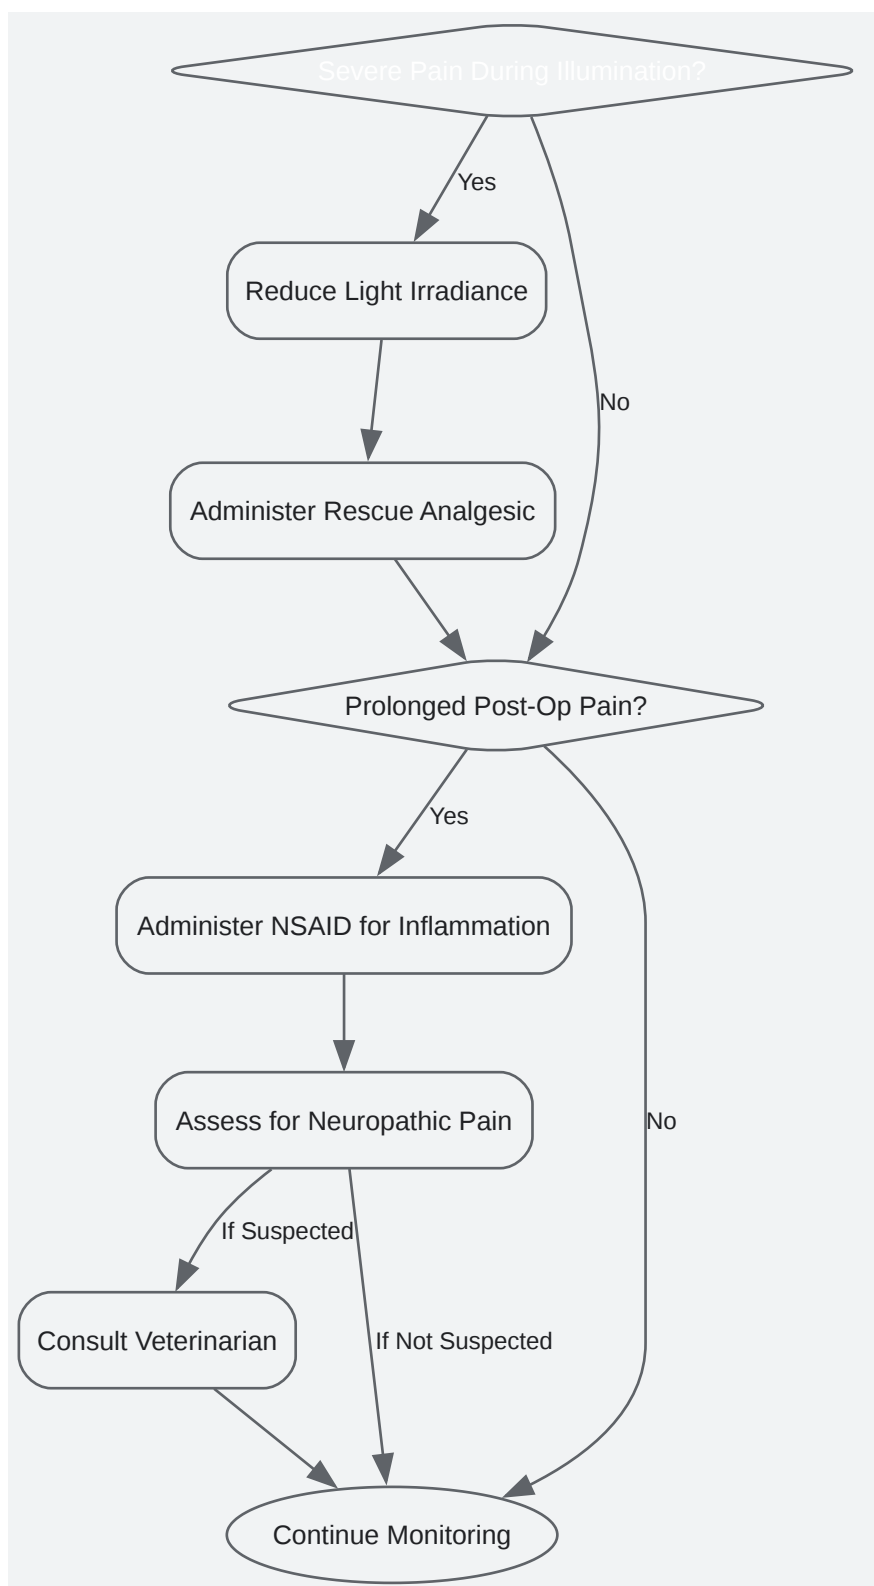 Severe Pain During Illumination?
Yes
Reduce Light Irradiance
No
Administer Rescue Analgesic
Prolonged Post-Op Pain?
Yes
Administer NSAID for Inflammation
Assess for Neuropathic Pain
No
If Suspected
Consult Veterinarian
If Not Suspected
Continue Monitoring